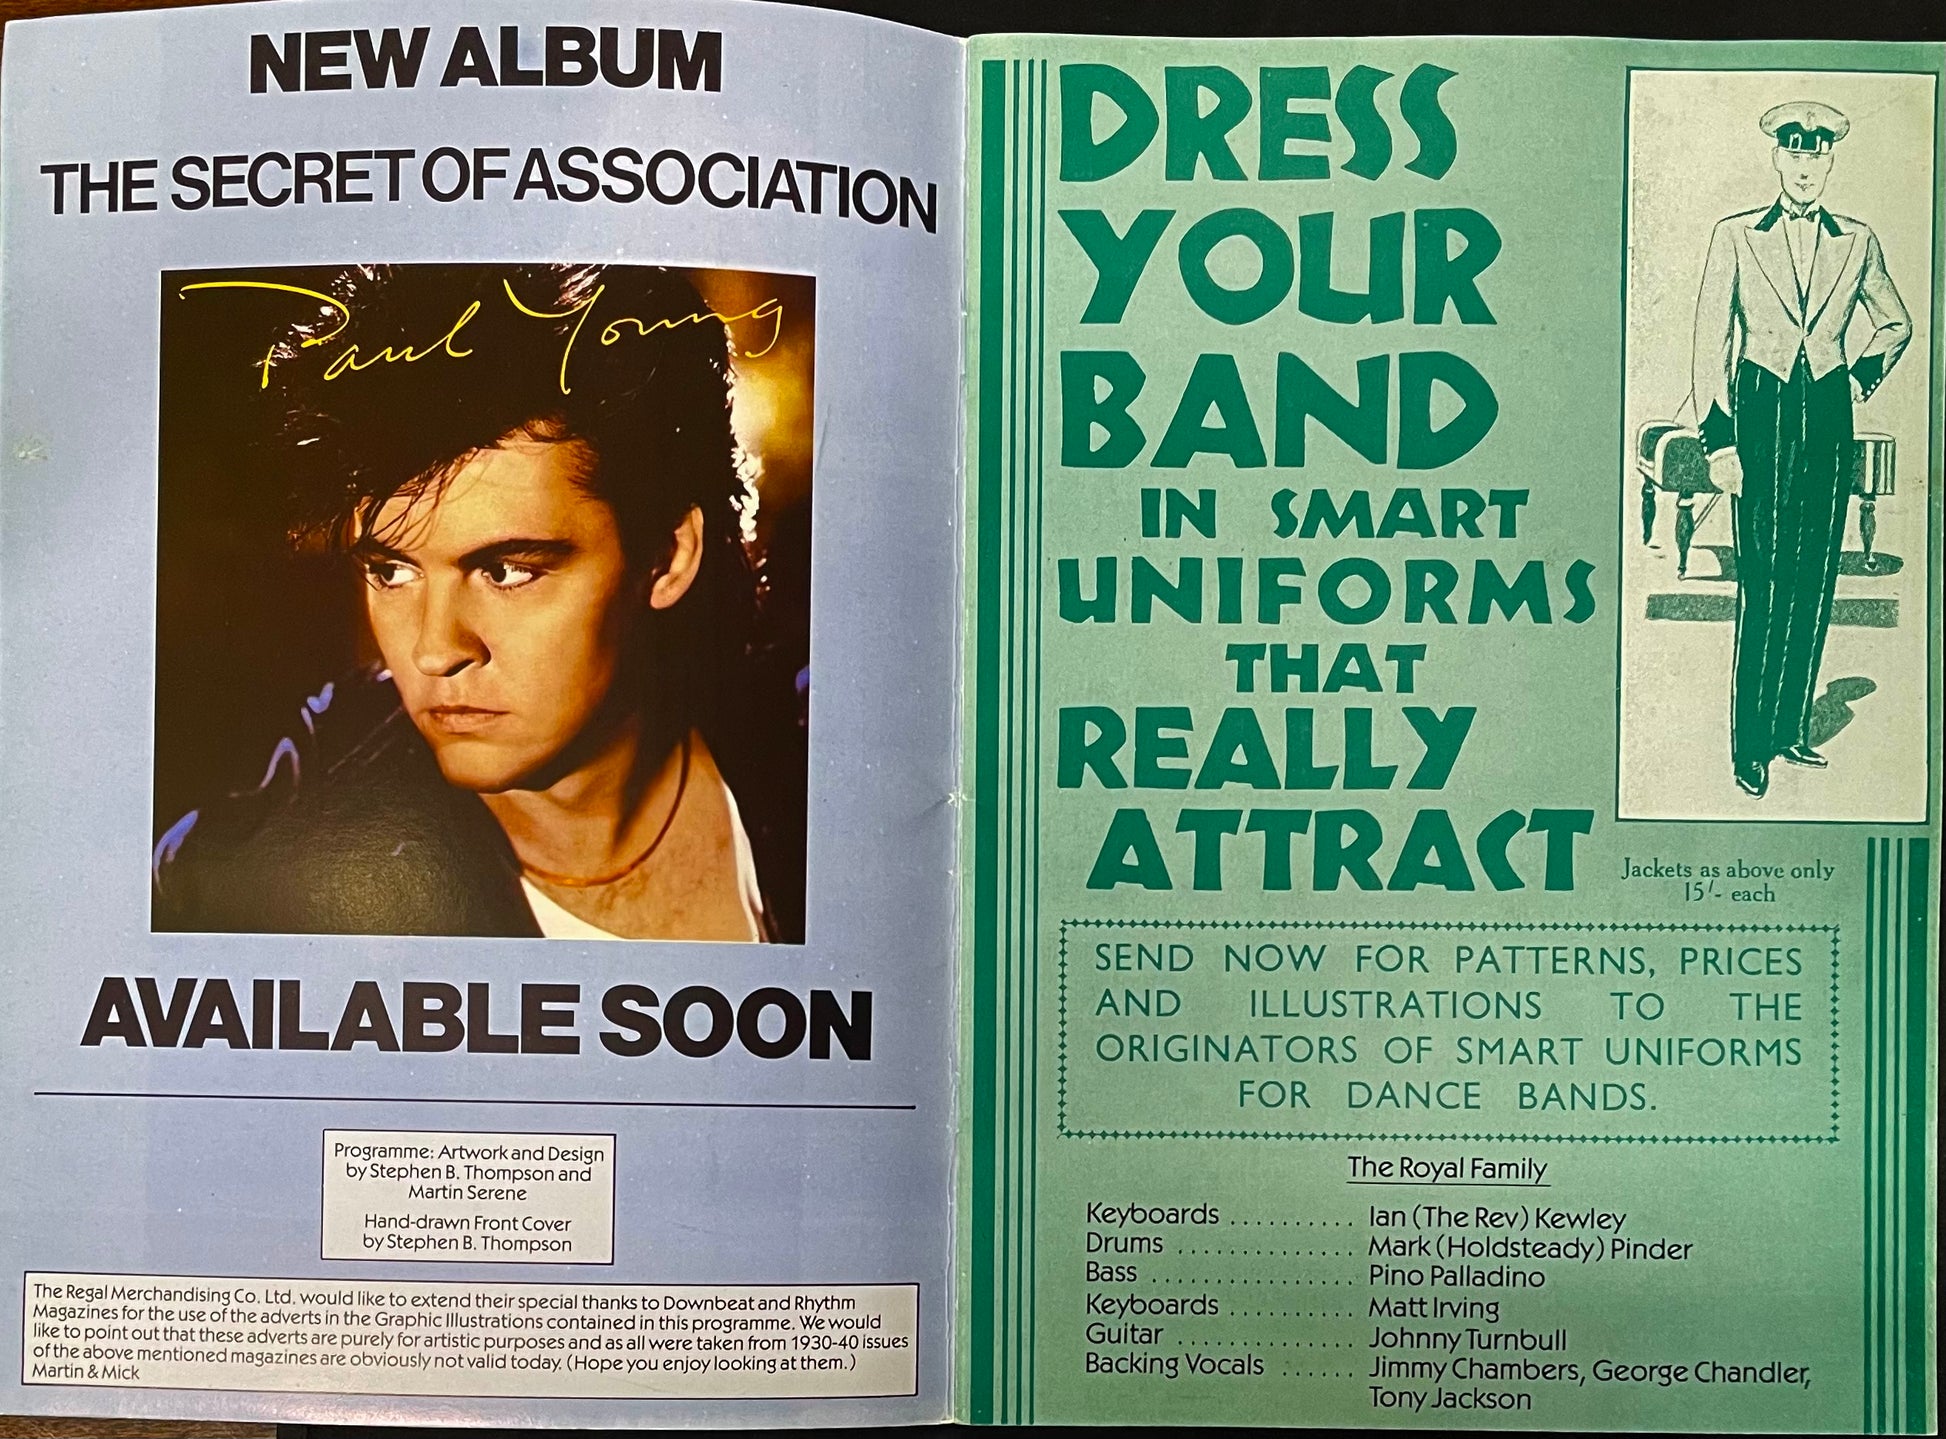 NEW ALBUM
THE SECRET OF ASSOCIATION
Paul Young
AVAILABLE SOON
Programme: Artwork and Design
by Stephen B. Thompson and
Martin Serene
Hand-drawn Front Cover
by Stephen B. Thompson
The Regal Merchandising Co. Ltd. would like to extend their special thanks to Downbeat and Rhythm
Magazines for the use of the adverts in the Graphic Illustrations contained in this programme. We would
like to point out that these adverts are purely for artistic purposes and as all were taken from 1930-40 issues
of the above mentioned magazines are obviously not valid today. (Hope you enjoy looking at them.)
Martin & Mick
DRESS
YOUR
BAND
IN SMART
UNIFORMS
THAT
REALLY
ATTRACT
Jackets as above only
15/- each
SEND NOW FOR PATTERNS, PRICES
AND ILLUSTRATIONS TO THE
ORIGINATORS OF SMART UNIFORMS
FOR DANCE BANDS.
The Royal Family
Keyboards .......... Ian (The Rev) Kewley
Drums .............. Mark (Holdsteady) Pinder
Bass ................ Pino Palladino
Keyboards .......... Matt Irving
Guitar .............. Johnny Turnbull
Backing Vocals ...... Jimmy Chambers, George Chandler,
Tony Jackson